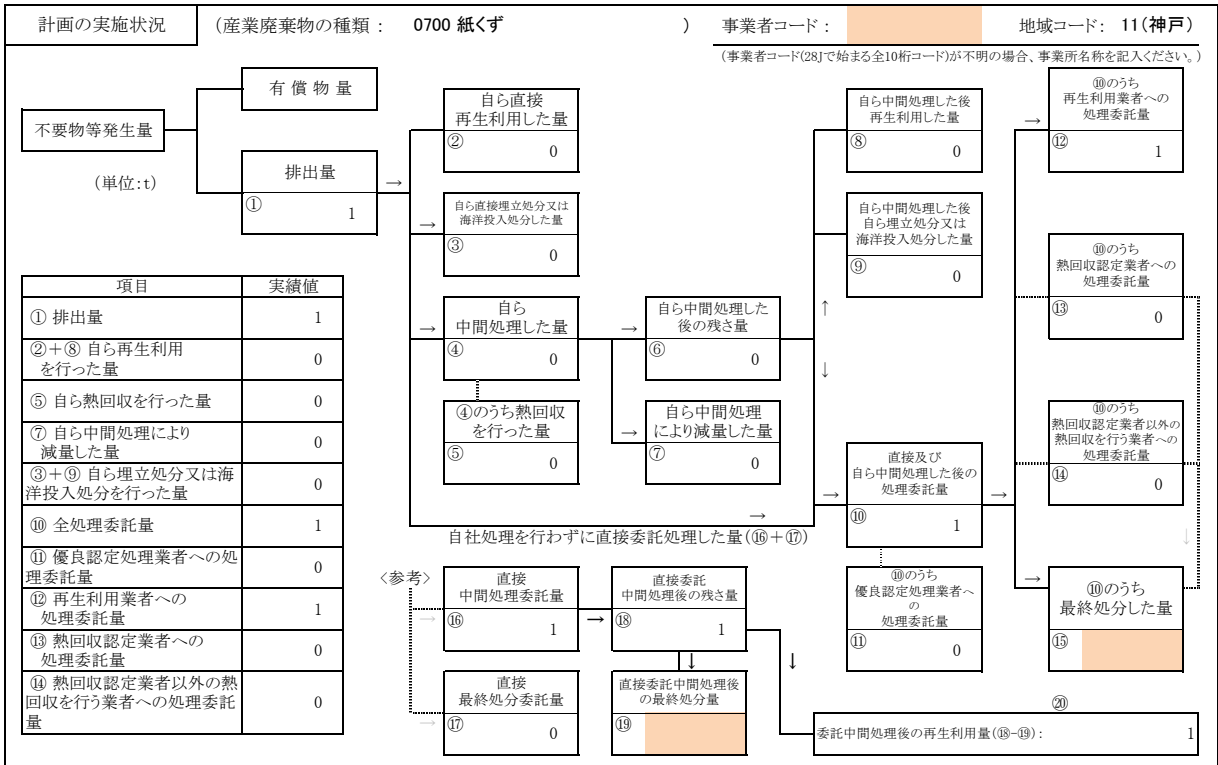 計画の実施状況 (産業廃棄物の種類： 0700 紙くず ) 事業者コード： 地域コード： 11(神戸)
(事業者コード(28Jで始まる全10桁コード)が不明の場合、事業所名称を記入ください。)
不要物等発生量
(単位:t)
有償物量
排出量
① 1
→
自ら直接
再生利用した量
② 0
→
自ら直接埋立処分又は
海洋投入処分した量
③ 0
→
自ら
中間処理した量
④ 0
④のうち熱回収
を行った量
⑤ 0
→
自ら中間処理した
後の残さ量
⑥ 0
→
自ら中間処理
により減量した量
⑦ 0
自ら中間処理した後
再生利用した量
⑧ 0
自ら中間処理した後
自ら埋立処分又は
海洋投入処分した量
⑨ 0
↑
↓
→
直接及び
自ら中間処理した後の
処理委託量
⑩ 1
→
⑩のうち
優良認定処理業者へ
の
処理委託量
⑪ 0
→
⑩のうち
再生利用業者への
処理委託量
⑫ 1
⑩のうち
熱回収認定業者への
処理委託量
⑬ 0
⑩のうち
熱回収認定業者以外の
熱回収を行う業者への
処理委託量
⑭ 0
↓
→
⑩のうち
最終処分した量
⑮
項目 実績値
① 排出量 1
②＋⑧ 自ら再生利用
を行った量 0
⑤ 自ら熱回収を行った量 0
⑦ 自ら中間処理により
減量した量 0
③＋⑨ 自ら埋立処分又は海
洋投入処分を行った量 0
⑩ 全処理委託量 1
⑪ 優良認定処理業者への処
理委託量 0
⑫ 再生利用業者への
処理委託量 1
⑬ 熱回収認定業者への
処理委託量 0
⑭ 熱回収認定業者以外の熱
回収を行う業者への処理委託
量 0
→
自社処理を行わずに直接委託処理した量(⑯＋⑰)
〈参考〉
→
直接
中間処理委託量
⑯ 1
→
直接委託
中間処理後の残さ量
⑱ 1
↓
↓
→
直接
最終処分委託量
⑰ 0
直接委託中間処理後
の最終処分量
⑲
⑳
委託中間処理後の再生利用量(⑱-⑲)： 1